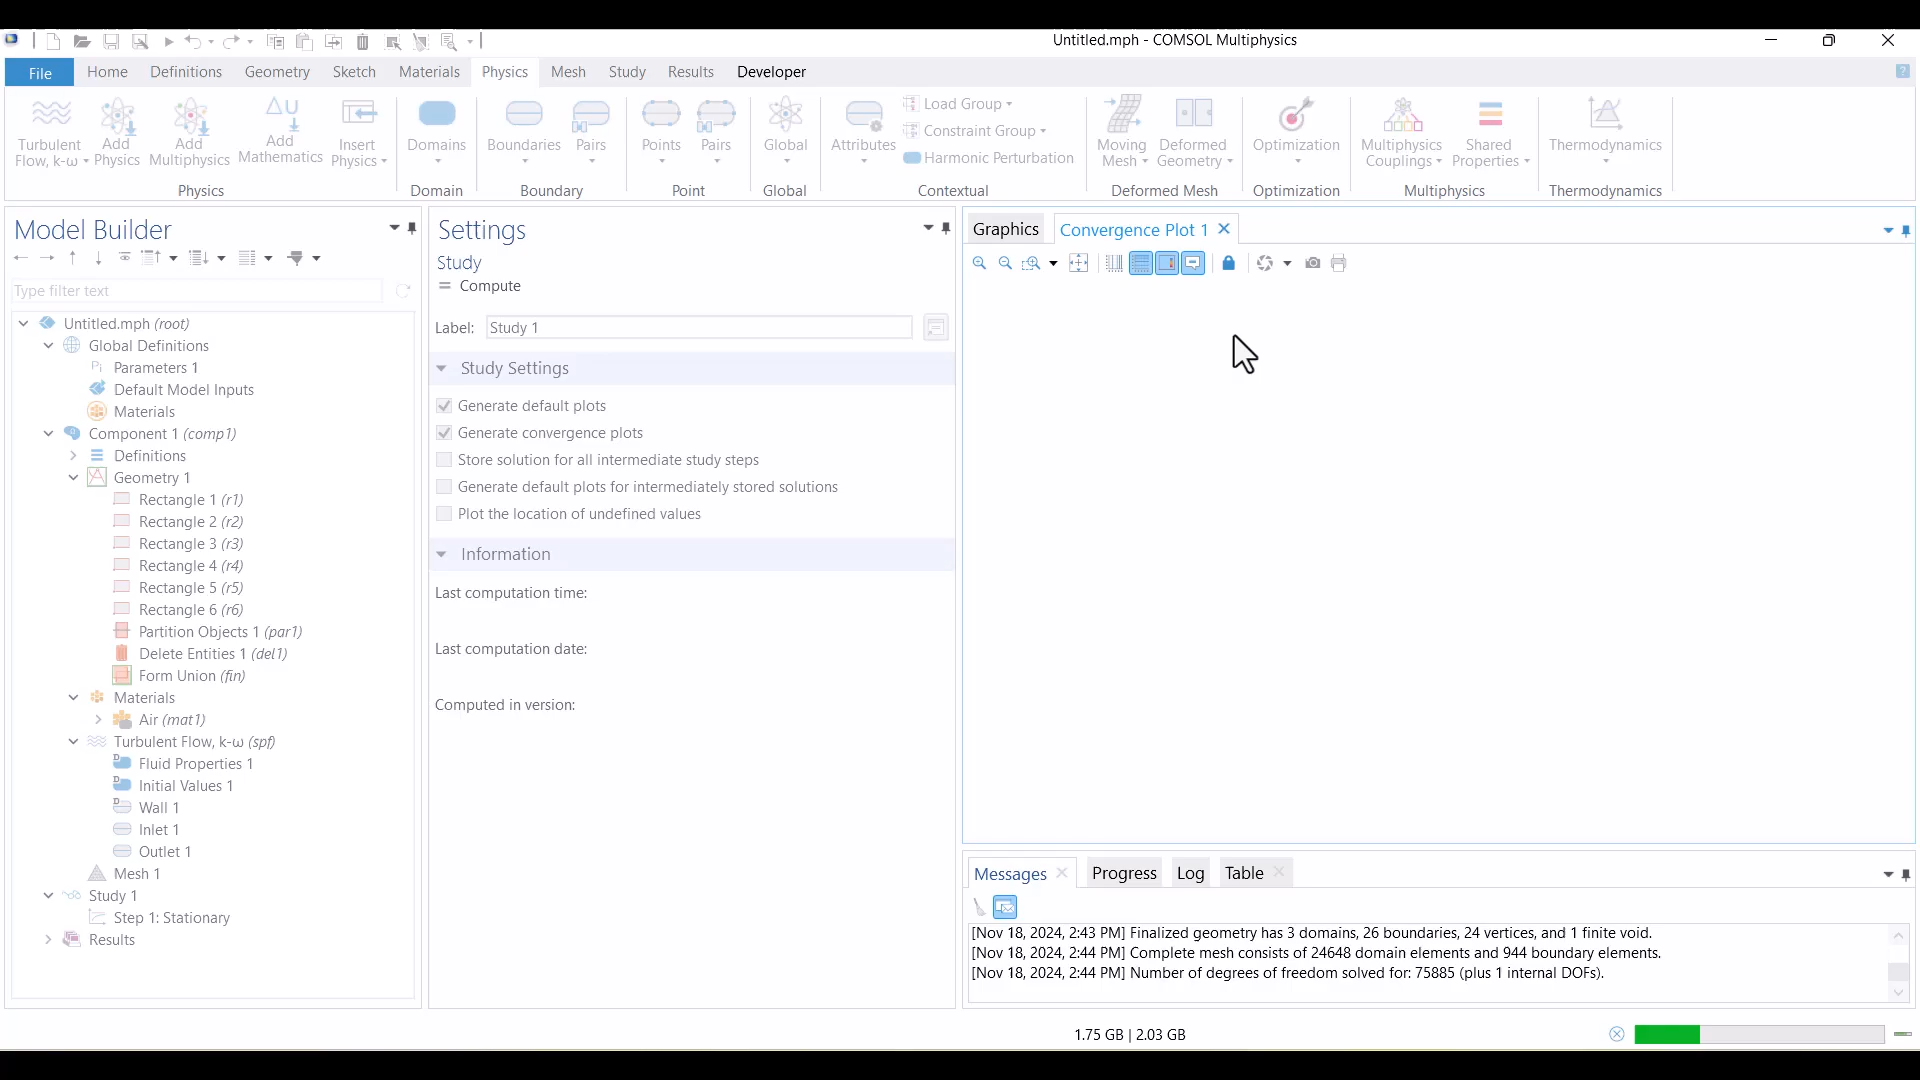 Untitled.mph - COMSOL Multiphysics
File Home Definitions Geometry Sketch Materials Physics Mesh Study Results Developer
Turbulent Flow, k-ω
Add Physics
Add Multiphysics
Add Mathematics
Insert Physics
Physics
Domains
Domain
Boundaries
Pairs
Boundary
Points
Pairs
Point
Global
Global
Attributes
Load Group
Constraint Group
Harmonic Perturbation
Contextual
Moving Mesh
Deformed Geometry
Deformed Mesh
Optimization
Optimization
Multiphysics Couplings
Shared Properties
Multiphysics
Thermodynamics
Thermodynamics
Model Builder
Type filter text
Untitled.mph (root)
Global Definitions
Pi Parameters 1
Default Model Inputs
Materials
Component 1 (comp1)
Definitions
Geometry 1
Rectangle 1 (r1)
Rectangle 2 (r2)
Rectangle 3 (r3)
Rectangle 4 (r4)
Rectangle 5 (r5)
Rectangle 6 (r6)
Partition Objects 1 (par1)
Delete Entities 1 (del1)
Form Union (fin)
Materials
Air (mat1)
Turbulent Flow, k-ω (spf)
Fluid Properties 1
Initial Values 1
Wall 1
Inlet 1
Outlet 1
Mesh 1
Study 1
Step 1: Stationary
Results
Settings
Study
= Compute
Label: Study 1
Study Settings
Generate default plots
Generate convergence plots
Store solution for all intermediate study steps
Generate default plots for intermediately stored solutions
Plot the location of undefined values
Information
Last computation time:
Last computation date:
Computed in version:
Graphics Convergence Plot 1
Messages Progress Log Table
[Nov 18, 2024, 2:43 PM] Finalized geometry has 3 domains, 26 boundaries, 24 vertices, and 1 finite void.
[Nov 18, 2024, 2:44 PM] Complete mesh consists of 24648 domain elements and 944 boundary elements.
[Nov 18, 2024, 2:44 PM] Number of degrees of freedom solved for: 75885 (plus 1 internal DOFs).
1.75 GB | 2.03 GB